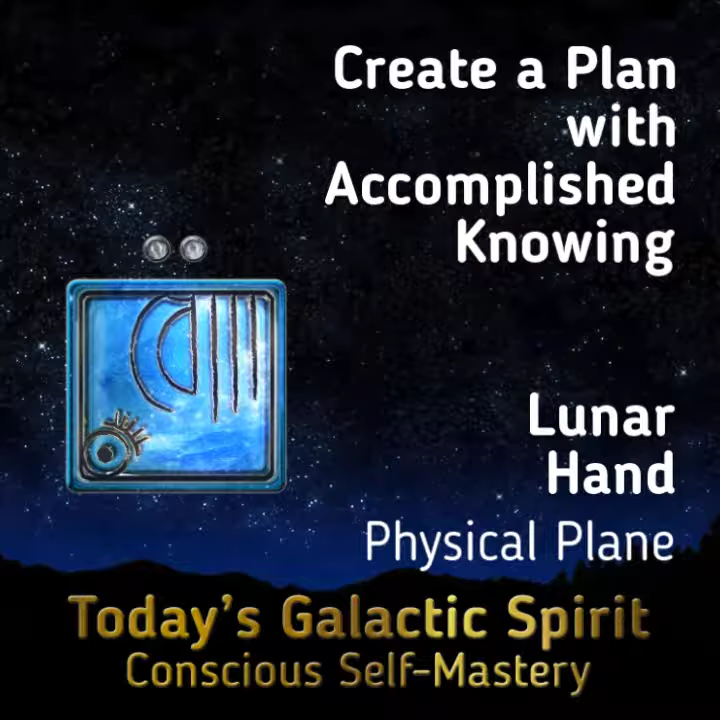 Create a Plan
with
Accomplished
Knowing
Lunar
Hand
Physical Plane
Today's Galactic Spirit
Conscious Self-Mastery